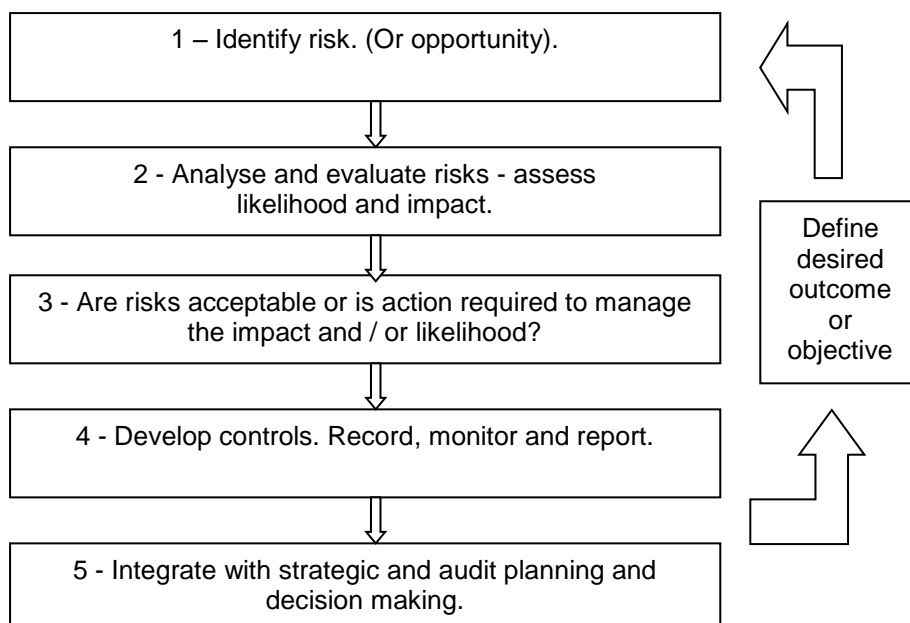 1 – Identify risk. (Or opportunity).
2 - Analyse and evaluate risks - assess
likelihood and impact.
3 - Are risks acceptable or is action required to manage
the impact and / or likelihood?
4 - Develop controls. Record, monitor and report.
5 - Integrate with strategic and audit planning and
decision making.
Define
desired
outcome
or
objective